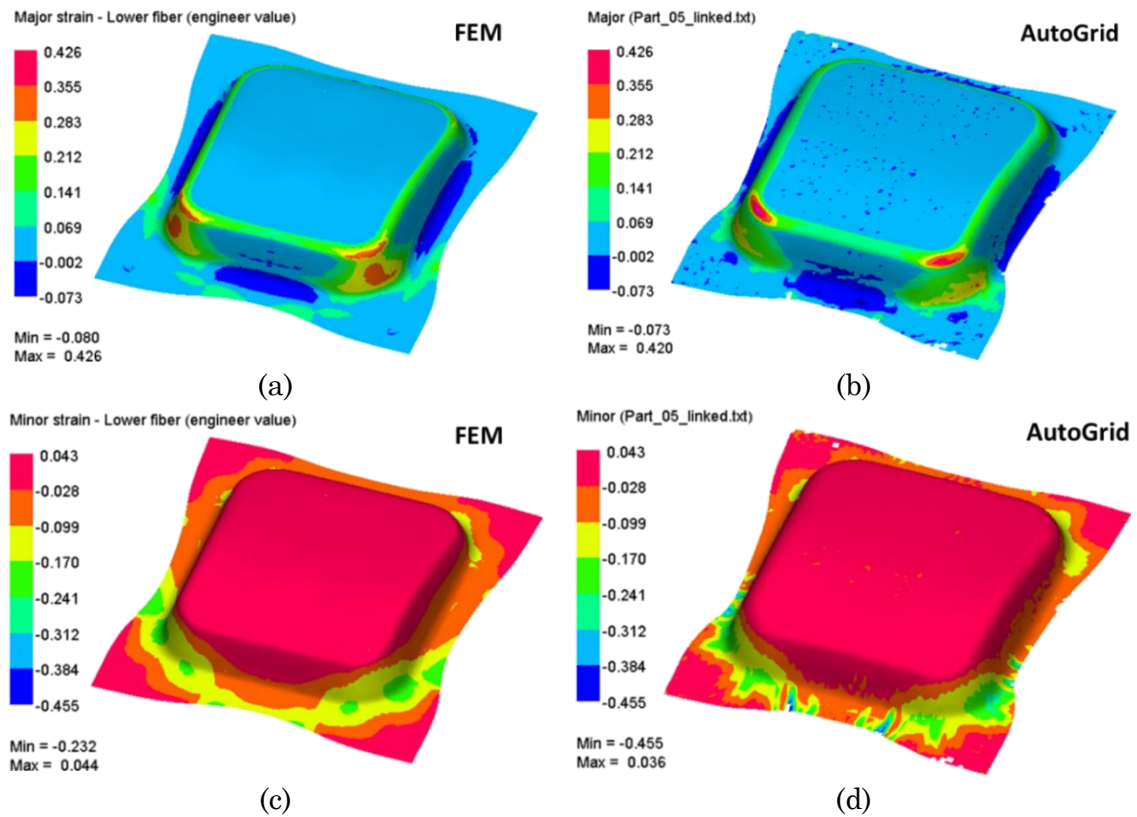 Major strain - Lower fiber (engineer value)
FEM
0.426
0.355
0.283
0.212
0.141
0.069
-0.002
-0.073
Min = -0.080
Max = 0.426
(a)
Major (Part_05_linked.txt)
AutoGrid
0.426
0.355
0.283
0.212
0.141
0.069
-0.002
-0.073
Min = -0.073
Max = 0.420
(b)
Minor strain - Lower fiber (engineer value)
FEM
0.043
-0.028
-0.099
-0.170
-0.241
-0.312
-0.384
-0.455
Min = -0.232
Max = 0.044
(c)
Minor (Part_05_linked.txt)
AutoGrid
0.043
-0.028
-0.099
-0.170
-0.241
-0.312
-0.384
-0.455
Min = -0.455
Max = 0.036
(d)